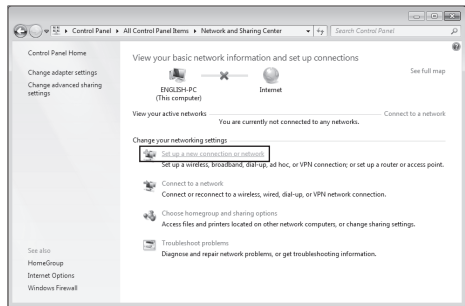 Control Panel ▸ All Control Panel Items ▸ Network and Sharing Center
Search Control Panel
Control Panel Home
Change adapter settings
Change advanced sharing
settings
See also
HomeGroup
Internet Options
Windows Firewall
View your basic network information and set up connections
ENGLISH-PC
(This computer)
Internet
See full map
View your active networks
Connect to a network
You are currently not connected to any networks.
Change your networking settings
Set up a new connection or network
Set up a wireless, broadband, dial-up, ad hoc, or VPN connection; or set up a router or access point.
Connect to a network
Connect or reconnect to a wireless, wired, dial-up, or VPN network connection.
Choose homegroup and sharing options
Access files and printers located on other network computers, or change sharing settings.
Troubleshoot problems
Diagnose and repair network problems, or get troubleshooting information.